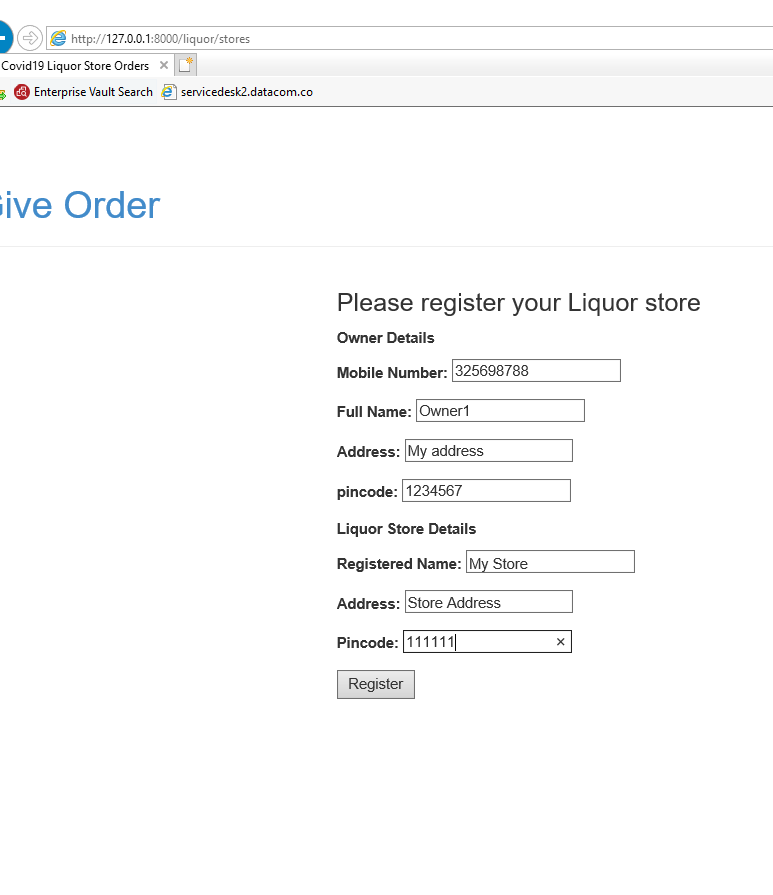 http://127.0.0.1:8000/liquor/stores
Covid19 Liquor Store Orders
Enterprise Vault Search servicedesk2.datacom.co
Give Order
Please register your Liquor store
Owner Details
Mobile Number: 325698788
Full Name: Owner1
Address: My address
pincode: 1234567
Liquor Store Details
Registered Name: My Store
Address: Store Address
Pincode: 111111
Register